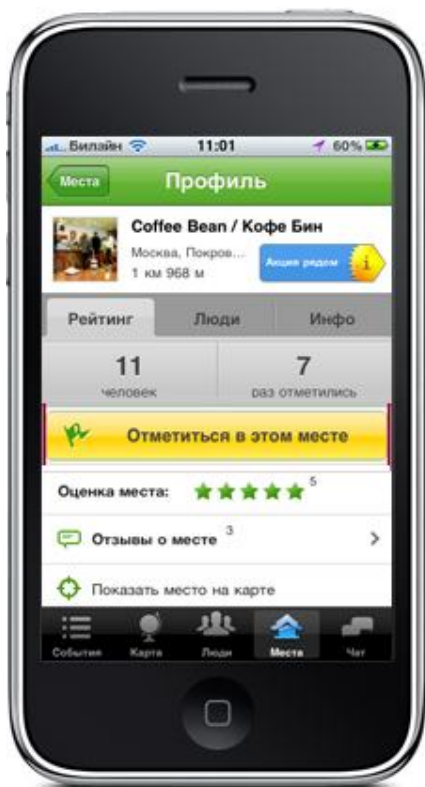 Билайн 11:01 60%
Места Профиль
Coffee Bean / Кофе Бин
Москва, Покров...
1 км 968 м
Акция рядом i
Рейтинг Люди Инфо
11 7
человек раз отметились
Отметиться в этом месте
Оценка места: 5
Отзывы о месте 3
Показать место на карте
События Карта Люди Места Чат